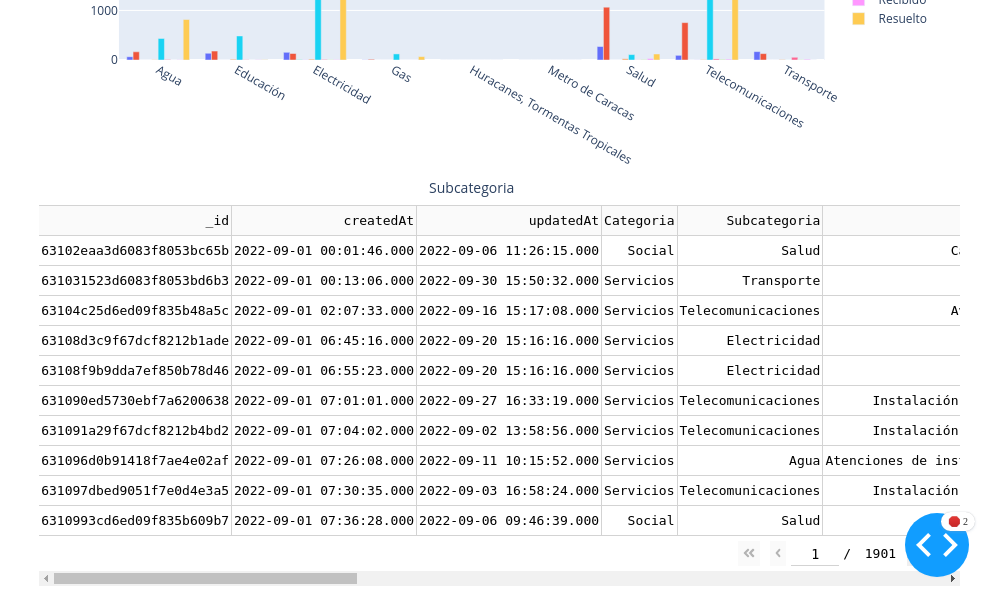 Recibido
1000
Resuelto
0
Agua
Educación
Electricidad
Gas
Huracanes, Tormentas Tropicales
Metro de Caracas
Salud
Telecomunicaciones
Transporte
Subcategoria
_id createdAt updatedAt Categoria Subcategoria
63102eaa3d6083f8053bc65b 2022-09-01 00:01:46.000 2022-09-06 11:26:15.000 Social Salud
631031523d6083f8053bd6b3 2022-09-01 00:13:06.000 2022-09-30 15:50:32.000 Servicios Transporte
63104c25d6ed09f835b48a5c 2022-09-01 02:07:33.000 2022-09-16 15:17:08.000 Servicios Telecomunicaciones
63108d3c9f67dcf8212b1ade 2022-09-01 06:45:16.000 2022-09-20 15:16:16.000 Servicios Electricidad
63108f9b9dda7ef850b78d46 2022-09-01 06:55:23.000 2022-09-20 15:16:16.000 Servicios Electricidad
631090ed5730ebf7a6200638 2022-09-01 07:01:01.000 2022-09-27 16:33:19.000 Servicios Telecomunicaciones Instalación
631091a29f67dcf8212b4bd2 2022-09-01 07:04:02.000 2022-09-02 13:58:56.000 Servicios Telecomunicaciones Instalación
631096d0b91418f7ae4e02af 2022-09-01 07:26:08.000 2022-09-11 10:15:52.000 Servicios Agua Atenciones de ins
631097dbed9051f7e0d4e3a5 2022-09-01 07:30:35.000 2022-09-03 16:58:24.000 Servicios Telecomunicaciones Instalación
6310993cd6ed09f835b609b7 2022-09-01 07:36:28.000 2022-09-06 09:46:39.000 Social Salud
2
1 / 1901